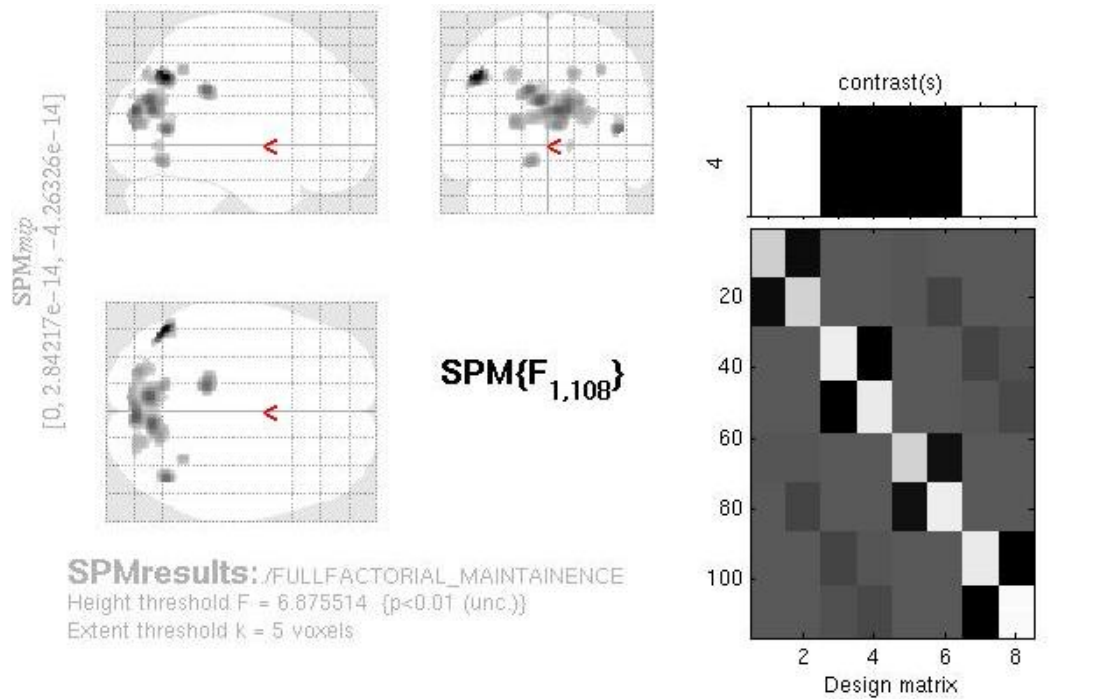 SPMmip
[0, 2.84217e−14, −4.26326e−14]
<
<
<
SPM{F1,108}
SPMresults: ./FULLFACTORIAL_MAINTAINENCE
Height threshold F = 6.875514 {p<0.01 (unc.)}
Extent threshold k = 5 voxels
contrast(s)
4
20
40
60
80
100
2 4 6 8
Design matrix